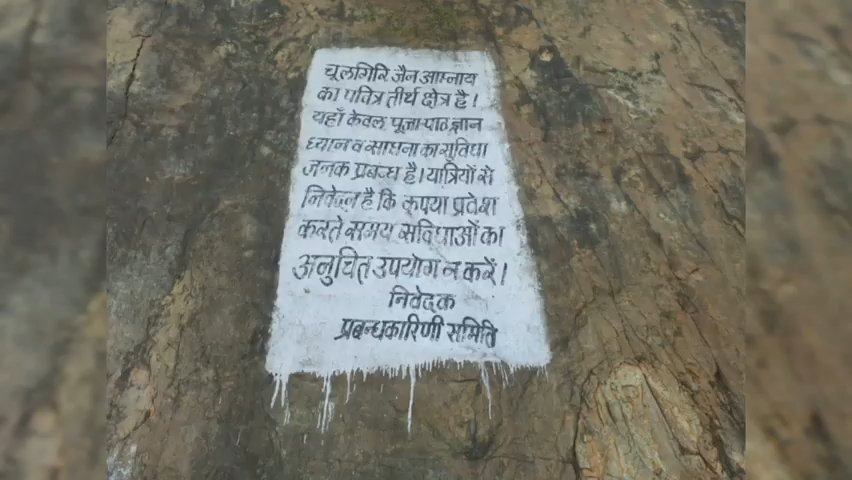 चूलगिरि जैन आम्नाय
का पवित्र तीर्थ क्षेत्र है।
यहाँ केवल पूजा-पाठ, ज्ञान
ध्यान व साधना का सुविधा
जनक प्रबन्ध है। यात्रियों से
निवेदन है कि कृपया प्रवेश
करते समय सुविधाओं का
अनुचित उपयोग न करें।
निवेदक
प्रबन्धकारिणी समिति